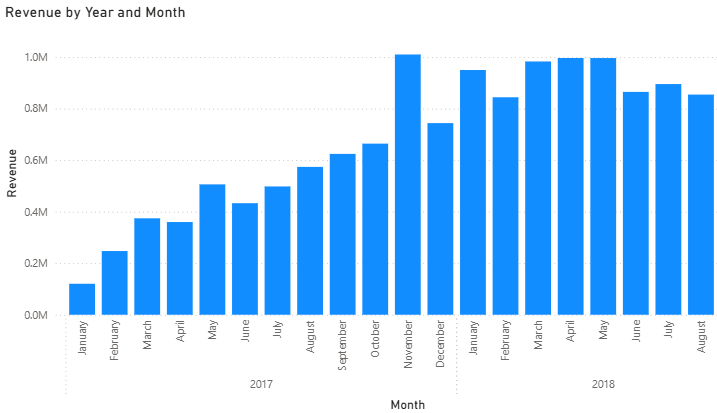 Revenue by Year and Month
1.0M
0.8M
0.6M
0.4M
0.2M
0.0M
Revenue
January
February
March
April
May
June
July
August
September
October
November
December
January
February
March
April
May
June
July
August
2017
2018
Month